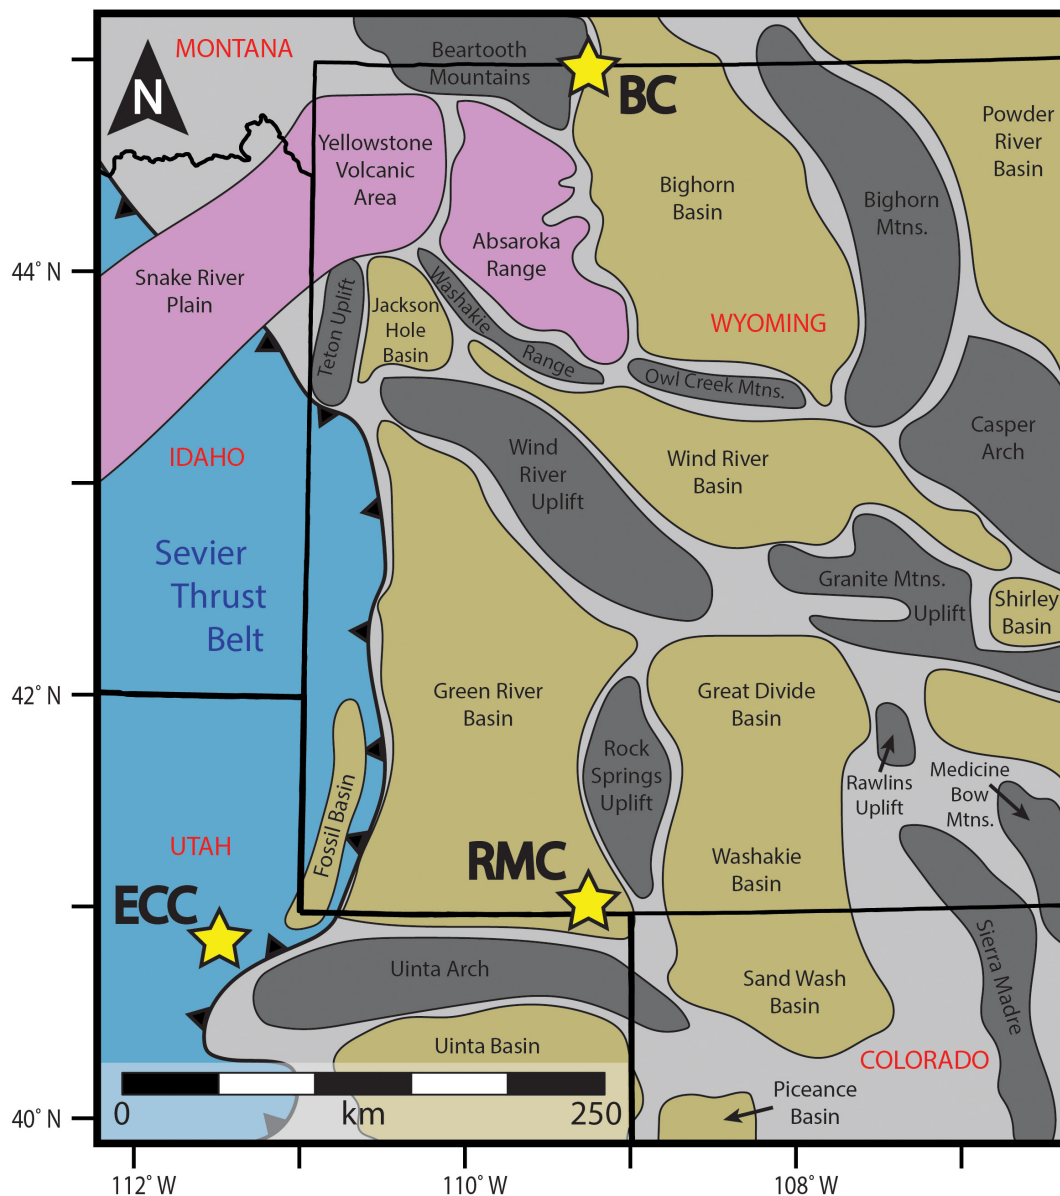 MONTANA
N
Beartooth
Mountains
BC
Powder
River
Basin
Yellowstone
Volcanic
Area
Bighorn
Basin
Bighorn
Mtns.
Absaroka
Range
44° N
Snake River
Plain
Teton Uplift
Jackson
Hole
Basin
Washakie
Range
WYOMING
Owl Creek Mtns.
Casper
Arch
IDAHO
Wind
River
Uplift
Wind River
Basin
Sevier
Thrust
Belt
Granite Mtns.
Uplift
Shirley
Basin
42° N
Green River
Basin
Great Divide
Basin
Rock
Springs
Uplift
Rawlins
Uplift
Medicine
Bow
Mtns.
Fossil Basin
UTAH
RMC
Washakie
Basin
ECC
Sierra Madre
Uinta Arch
Sand Wash
Basin
Uinta Basin
COLORADO
Piceance
Basin
0 km 250
40° N
112° W
110° W
108° W